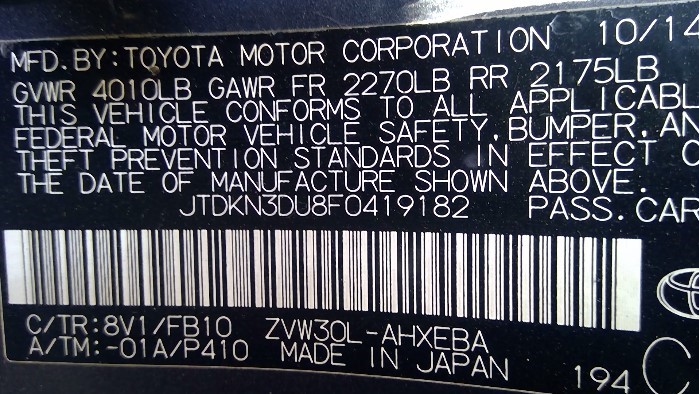 MFD. BY: TOYOTA MOTOR CORPORATION 10/14
GVWR 4010LB GAWR FR 2270LB RR 2175LB
THIS VEHICLE CONFORMS TO ALL APPLICABL
FEDERAL MOTOR VEHICLE SAFETY, BUMPER, AN
THEFT PREVENTION STANDARDS IN EFFECT O
THE DATE OF MANUFACTURE SHOWN ABOVE.
JTDKN3DU8F0419182 PASS. CAR
C/TR:8V1/FB10 ZVW30L-AHXEBA
A/TM:-01A/P410 MADE IN JAPAN
194 C